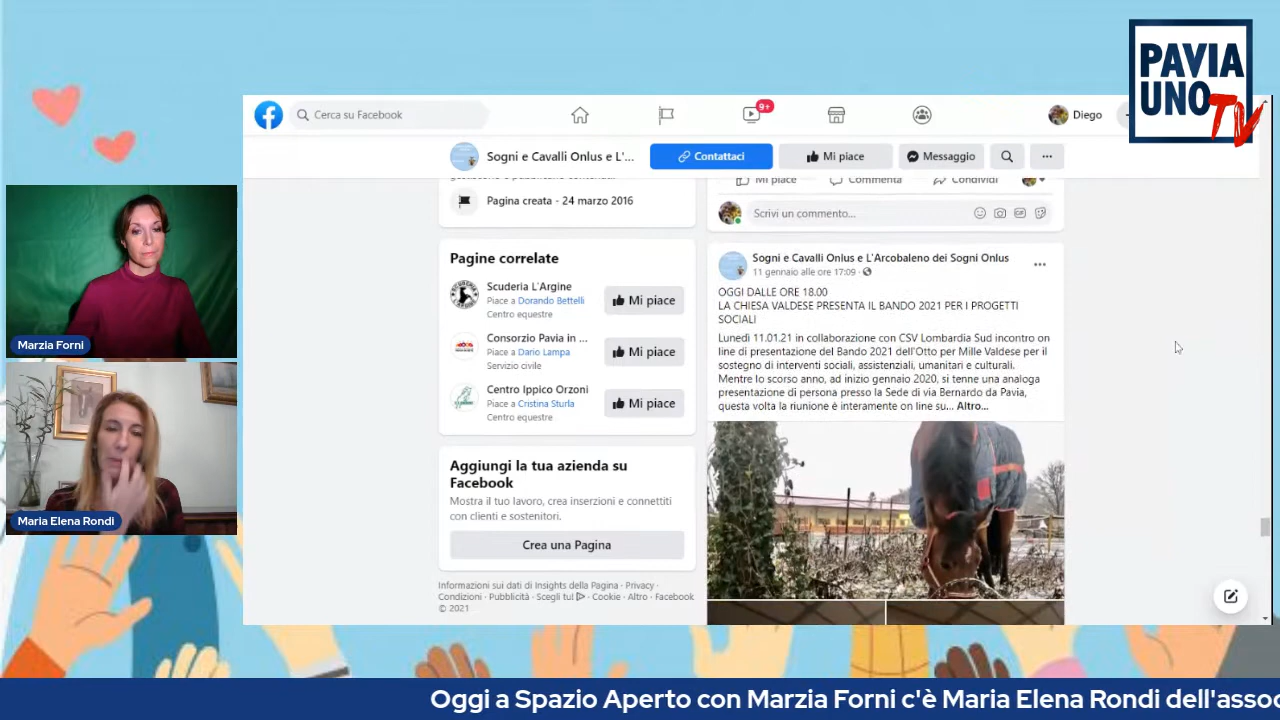 PAVIA
UNO TV
Cerca su Facebook
9+
Diego
Sogni e Cavalli Onlus e L'...
Contattaci
Mi piace
Messaggio
Pagina creata - 24 marzo 2016
Pagine correlate
Scuderia L'Argine
Piace a Dorando Bettelli
Centro equestre
Mi piace
Consorzio Pavia in ...
Piace a Dario Lampa
Servizio civile
Mi piace
Centro Ippico Orzoni
Piace a Cristina Sturla
Centro equestre
Mi piace
Aggiungi la tua azienda su
Facebook
Mostra il tuo lavoro, crea inserzioni e connettiti
con clienti e sostenitori.
Crea una Pagina
Informazioni sui dati di Insights della Pagina · Privacy ·
Condizioni · Pubblicità · Scegli tu! · Cookie · Altro · Facebook
© 2021
Mi piace
Commenta
Condividi
Scrivi un commento...
Sogni e Cavalli Onlus e L'Arcobaleno dei Sogni Onlus
11 gennaio alle ore 17:09 ·
OGGI DALLE ORE 18.00
LA CHIESA VALDESE PRESENTA IL BANDO 2021 PER I PROGETTI
SOCIALI
Lunedì 11.01.21 in collaborazione con CSV Lombardia Sud incontro on
line di presentazione del Bando 2021 dell'Otto per Mille Valdese per il
sostegno di interventi sociali, assistenziali, umanitari e culturali.
Mentre lo scorso anno, ad inizio gennaio 2020, si tenne una analoga
presentazione di persona presso la Sede di via Bernardo da Pavia,
questa volta la riunione è interamente on line su... Altro...
Marzia Forni
Maria Elena Rondi
Oggi a Spazio Aperto con Marzia Forni c'è Maria Elena Rondi dell'assoc